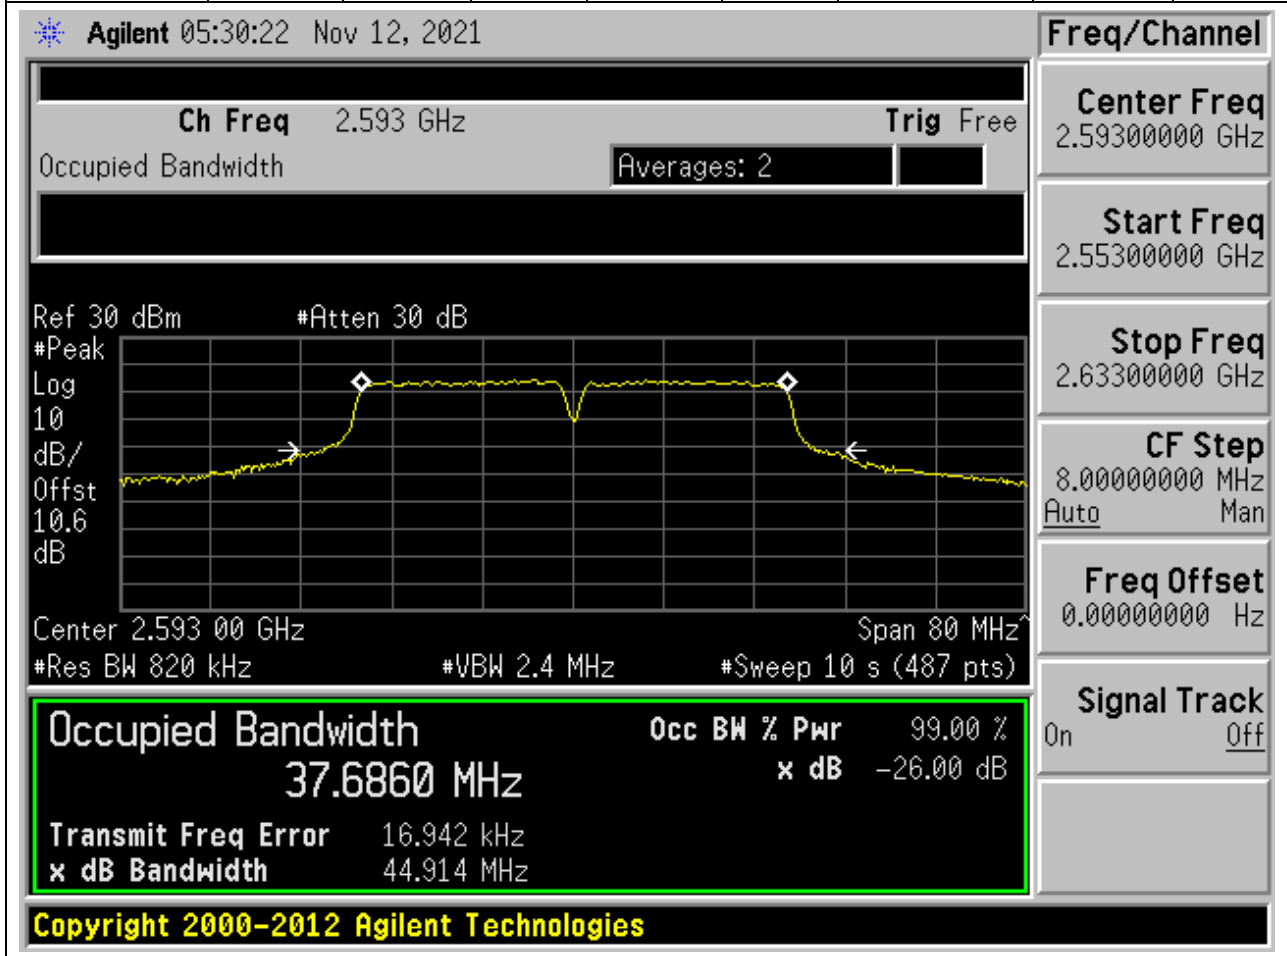 Agilent 05:30:22 Nov 12, 2021
Ch Freq 2.593 GHz Trig Free
Occupied Bandwidth Averages: 2
Ref 30 dBm #Atten 30 dB
#Peak
Log
10
dB/
Offst
10.6
dB
Center 2.593 00 GHz Span 80 MHz^
#Res BW 820 kHz #VBW 2.4 MHz #Sweep 10 s (487 pts)
Occupied Bandwidth Occ BW % Pwr 99.00 %
37.6860 MHz x dB -26.00 dB
Transmit Freq Error 16.942 kHz
x dB Bandwidth 44.914 MHz
Copyright 2000-2012 Agilent Technologies
Freq/Channel
Center Freq
2.59300000 GHz
Start Freq
2.55300000 GHz
Stop Freq
2.63300000 GHz
CF Step
8.00000000 MHz
Auto Man
Freq Offset
0.00000000 Hz
Signal Track
On Off